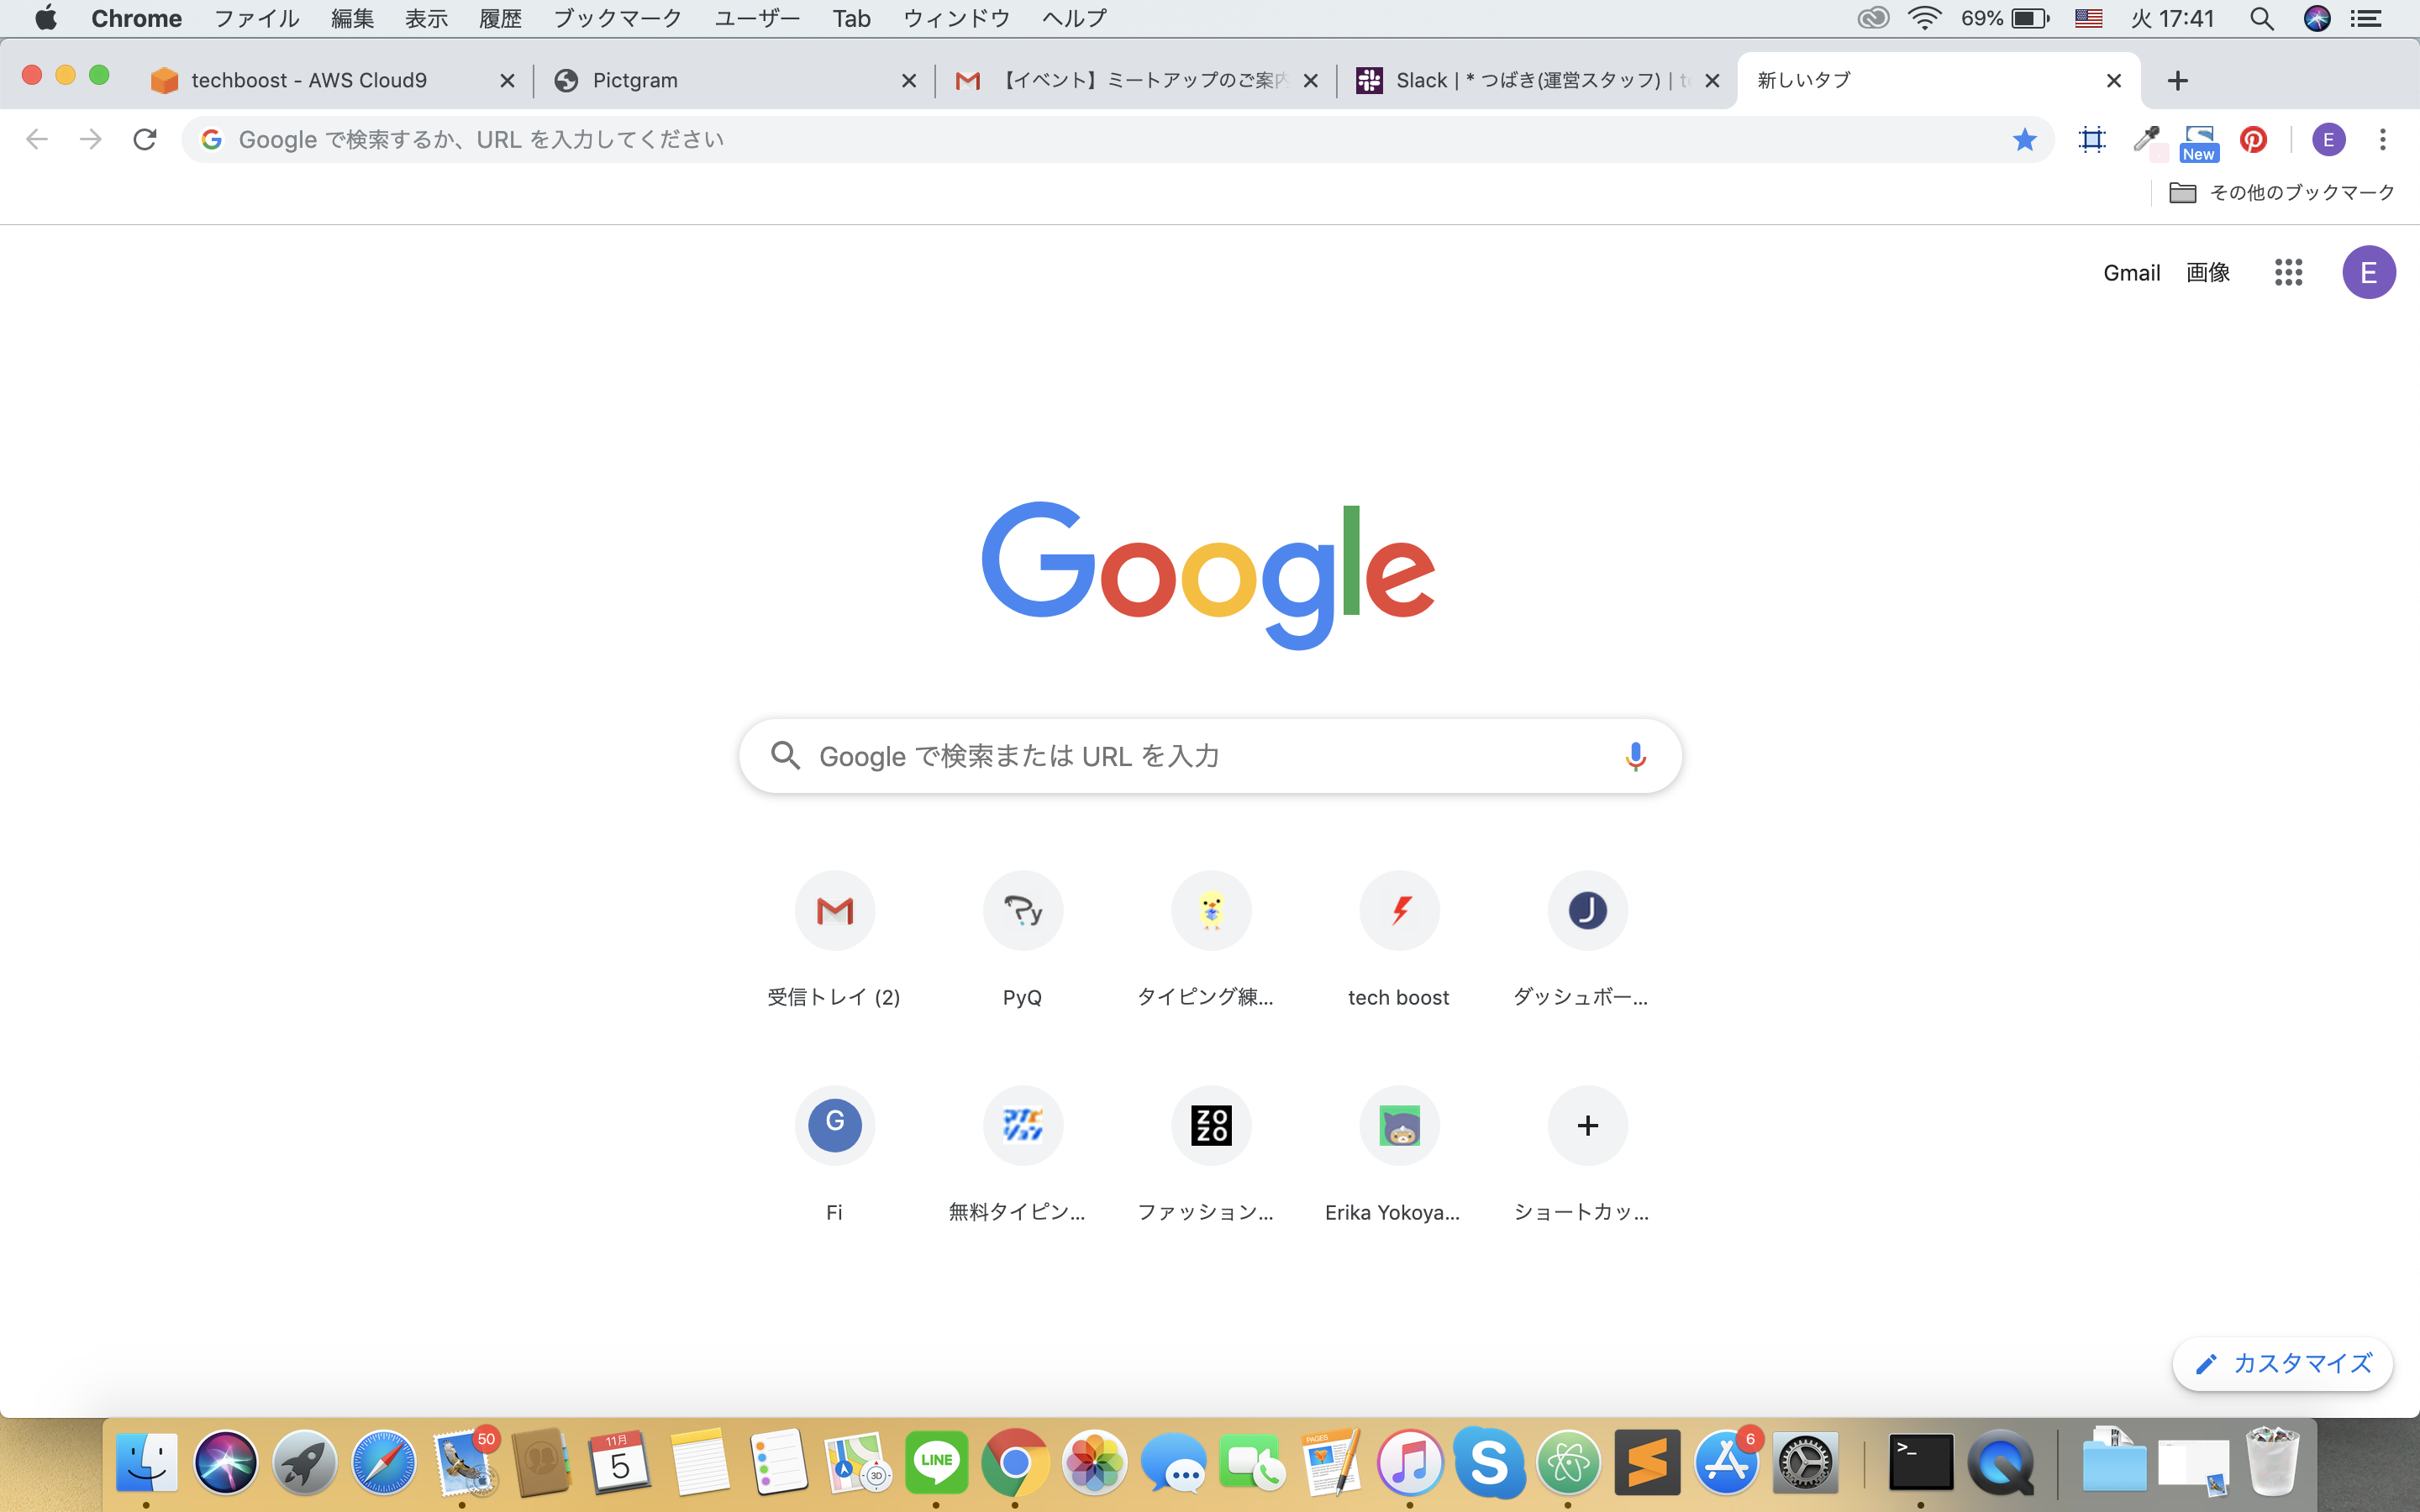 Chrome ファイル 編集 表示 履歴 ブックマーク ユーザー Tab ウィンドウ ヘルプ 69% 火 17:41
techboost - AWS Cloud9 Pictgram 【イベント】ミートアップのご案内 Slack | * つばき(運営スタッフ) | 新しいタブ
Google で検索するか、URL を入力してください New E
その他のブックマーク
Gmail 画像 E
Google
Google で検索または URL を入力
受信トレイ (2) PyQ タイピング練... tech boost ダッシュボー...
G ZOZO
Fi 無料タイピン... ファッション... Erika Yokoya... ショートカッ...
カスタマイズ
50 11月 5 3D LINE PAGES 6 >_